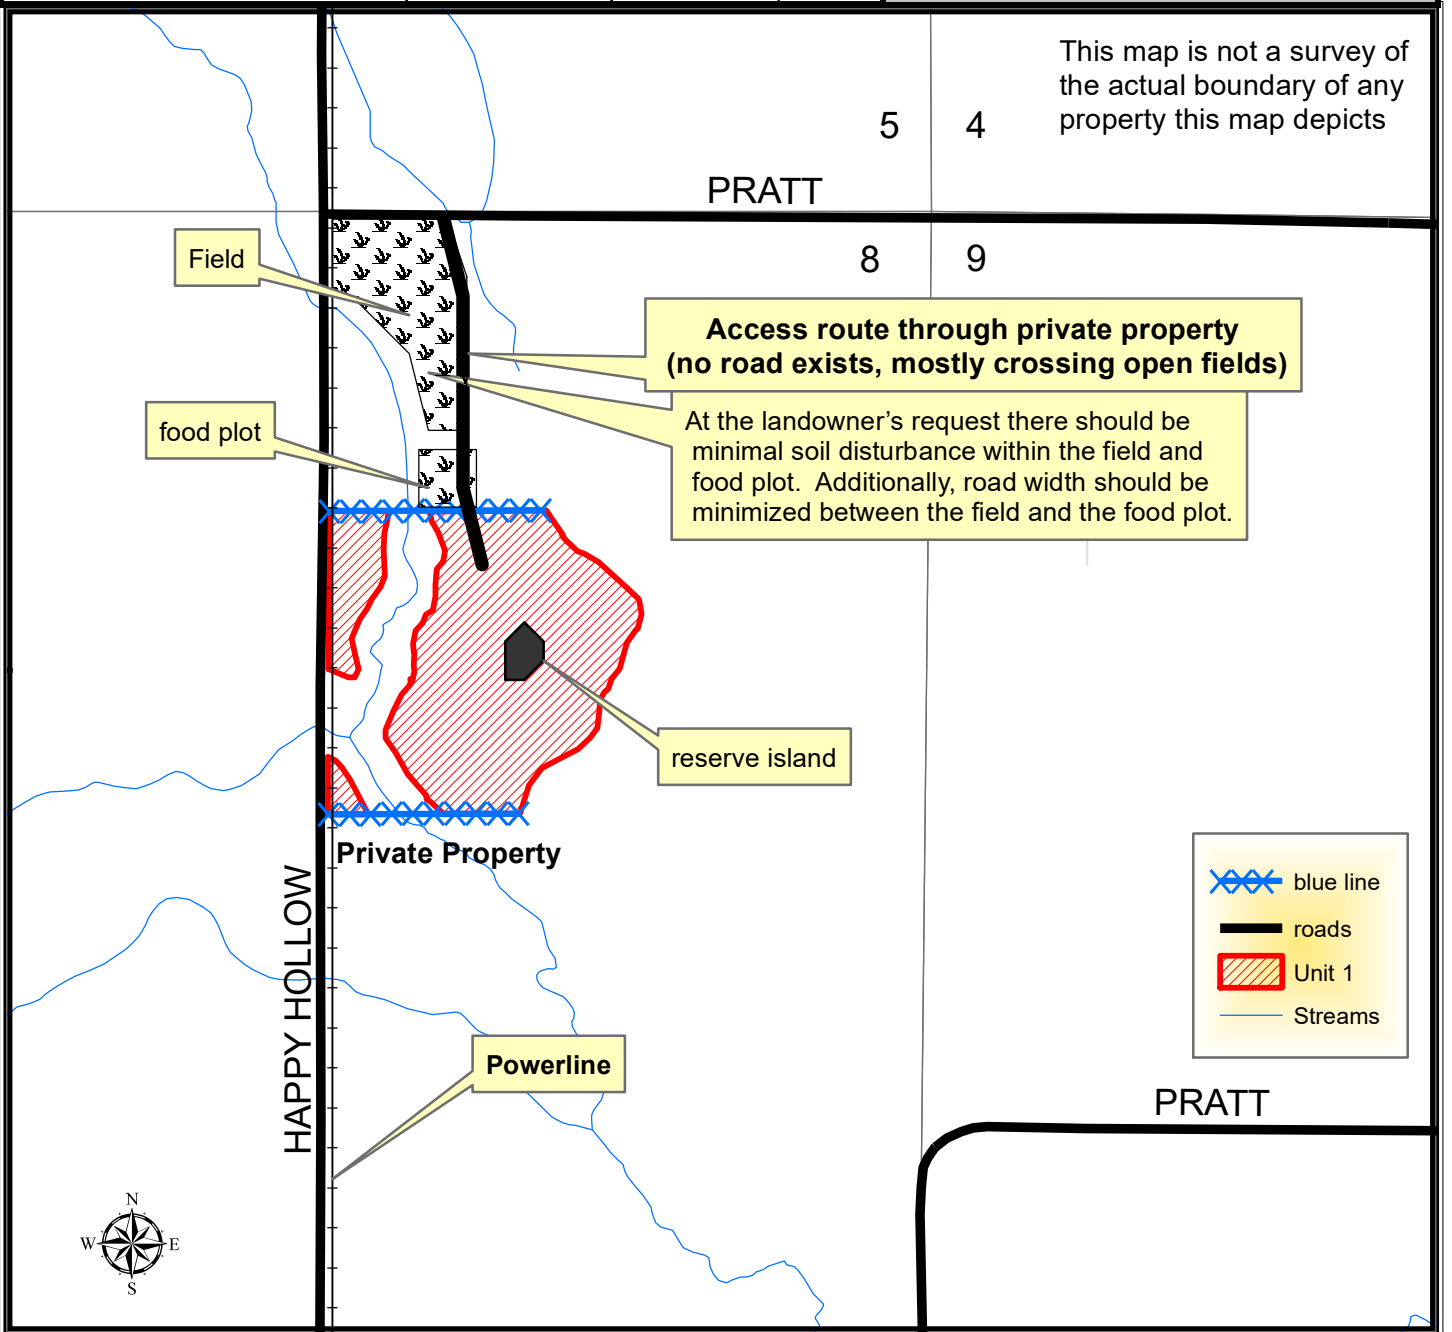 This map is not a survey of
the actual boundary of any
property this map depicts
5 4
PRATT
8 9
Field
Access route through private property
(no road exists, mostly crossing open fields)
At the landowner’s request there should be
minimal soil disturbance within the field and
food plot. Additionally, road width should be
minimized between the field and the food plot.
food plot
reserve island
Private Property
HAPPY HOLLOW
blue line
roads
Unit 1
Streams
Powerline
PRATT
N
W E
S